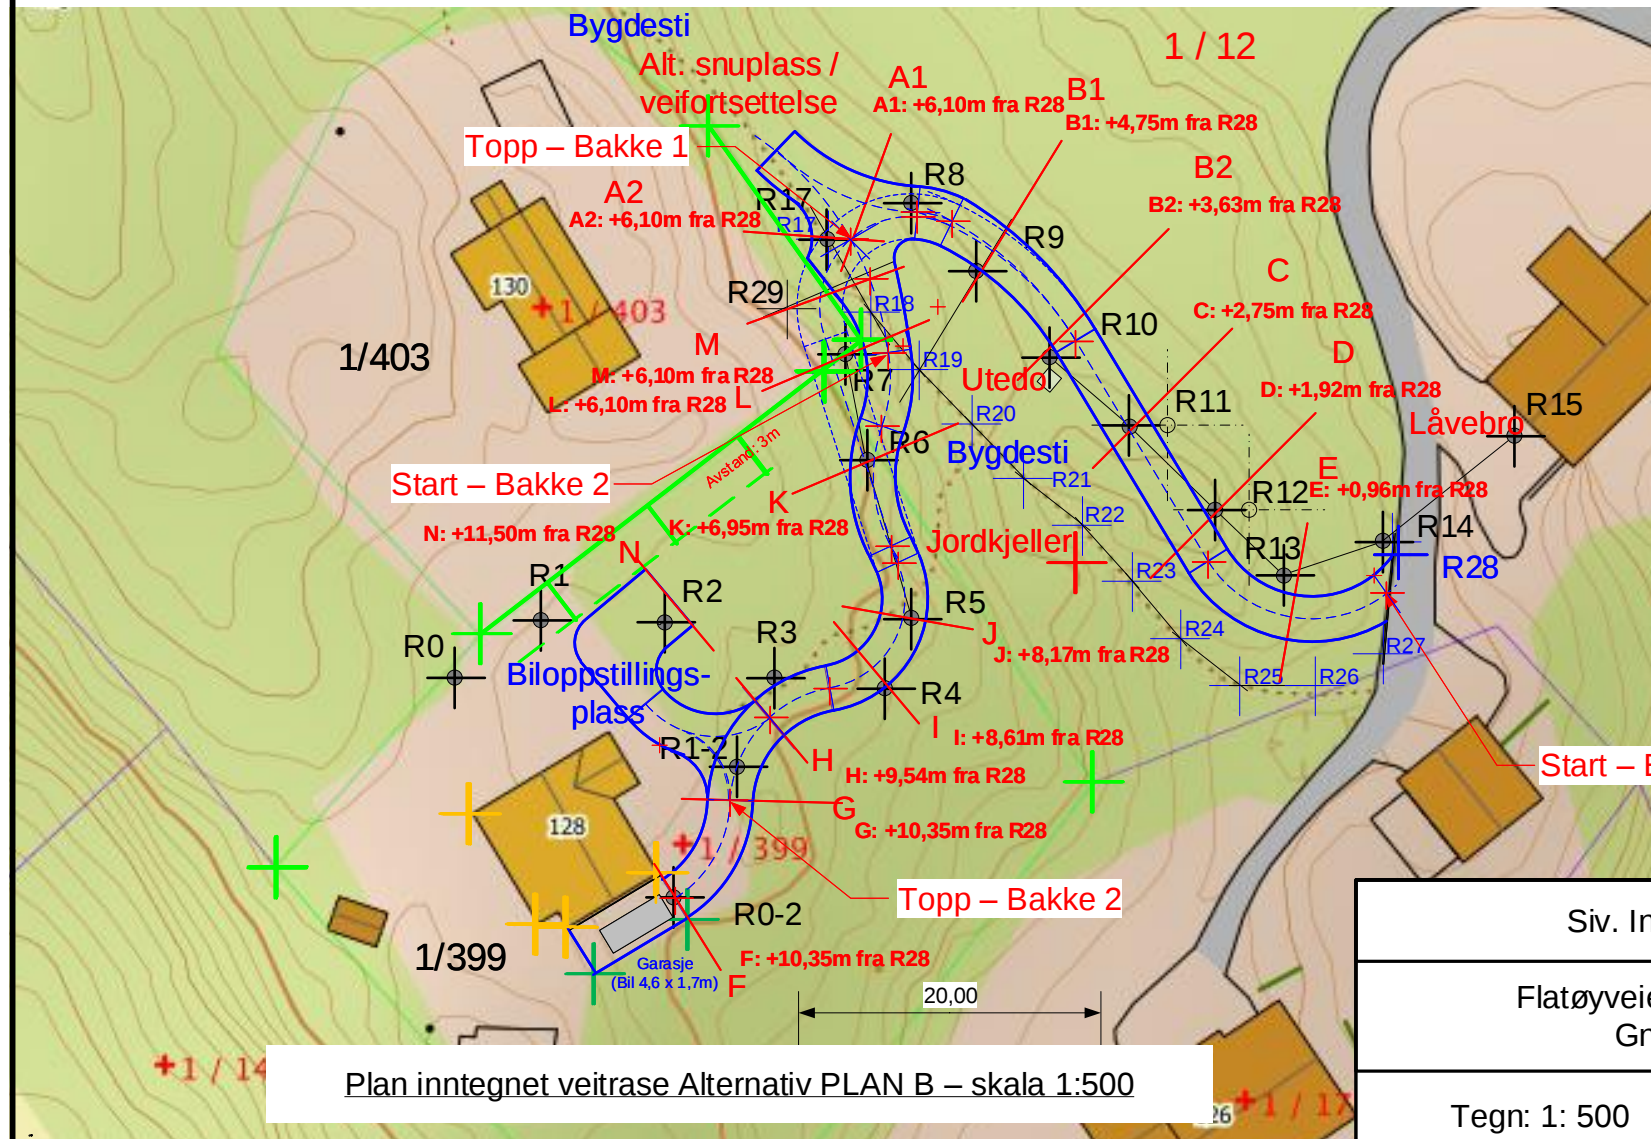 Bygdesti
Alt. snuplass /
veifortsettelse
1 / 12
A1
A1: +6,10m fra R28
B1
B1: +4,75m fra R28
Topp – Bakke 1
A2
A2: +6,10m fra R28
R17
R17
R8
B2
B2: +3,63m fra R28
R9
C
C: +2,75m fra R28
130
1 / 403
R29
R18
R10
1/403
M
M: +6,10m fra R28
L: +6,10m fra R28
L
R7
R19
Utedo
D
D: +1,92m fra R28
R11
R20
Låvebro
R15
R6
Bygdesti
R21
Avstand: 3m
Start – Bakke 2
K
K: +6,95m fra R28
E
E: +0,96m fra R28
R12
N: +11,50m fra R28
N
R22
R14
Jordkjeller
R13
R28
R23
R1
R2
R5
J
J: +8,17m fra R28
R24
R27
R0
R3
R25
R26
Biloppstillings-
plass
R4
I
I: +8,61m fra R28
R1-2
H
H: +9,54m fra R28
Start – B
G
G: +10,35m fra R28
128
1 / 399
Topp – Bakke 2
R0-2
1/399
F: +10,35m fra R28
F
Garasje
(Bil 4,6 x 1,7m)
20,00
Siv. In
Flatøyveie
Gn
1 / 14
Plan inntegnet veitrase Alternativ PLAN B – skala 1:500
26
1 / 17
Tegn: 1: 500